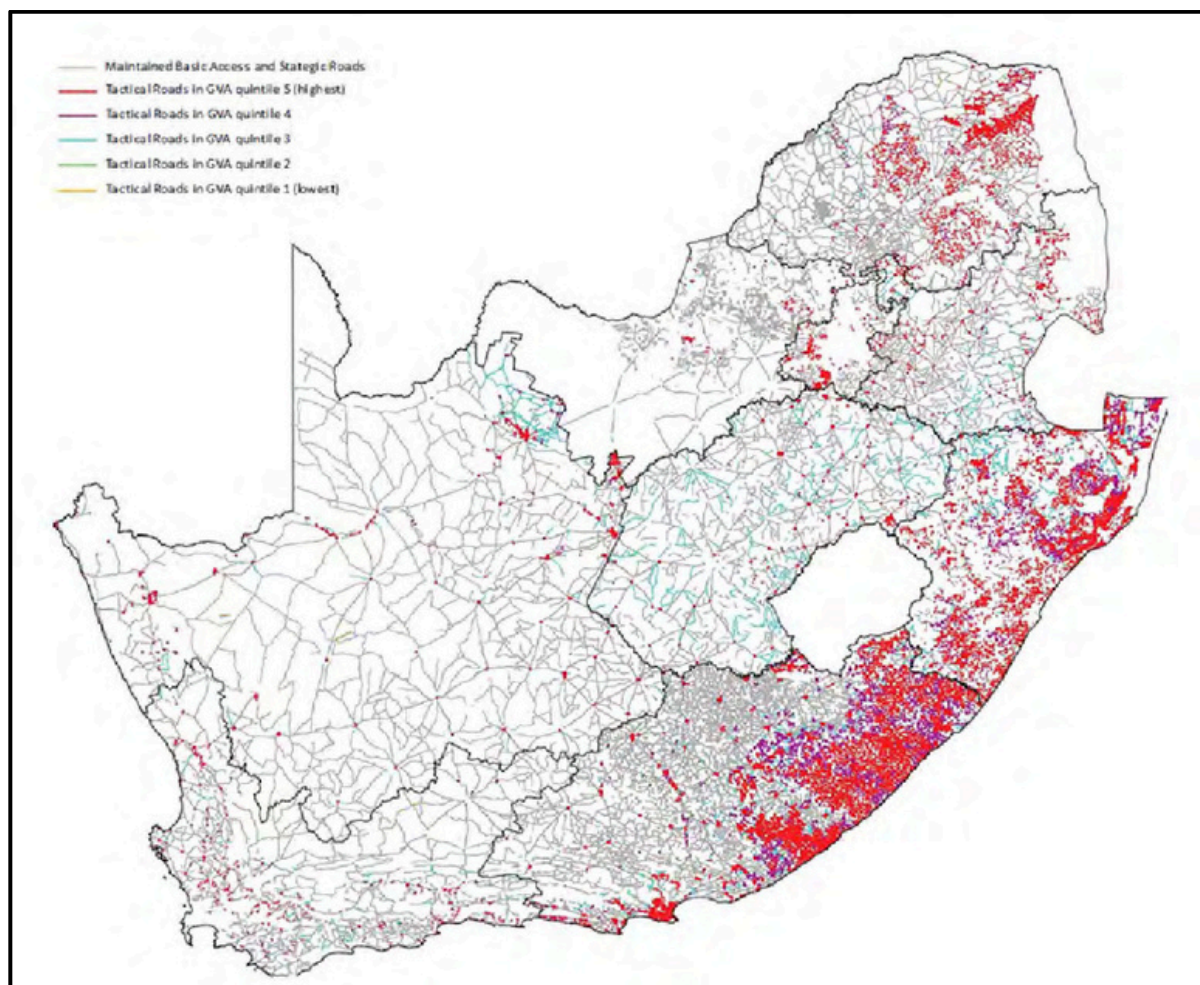 Maintained Basic Access and Stategic Roads
Tactical Roads in GVA quintile 5 (highest)
Tactical Roads in GVA quintile 4
Tactical Roads in GVA quintile 3
Tactical Roads in GVA quintile 2
Tactical Roads in GVA quintile 1 (lowest)